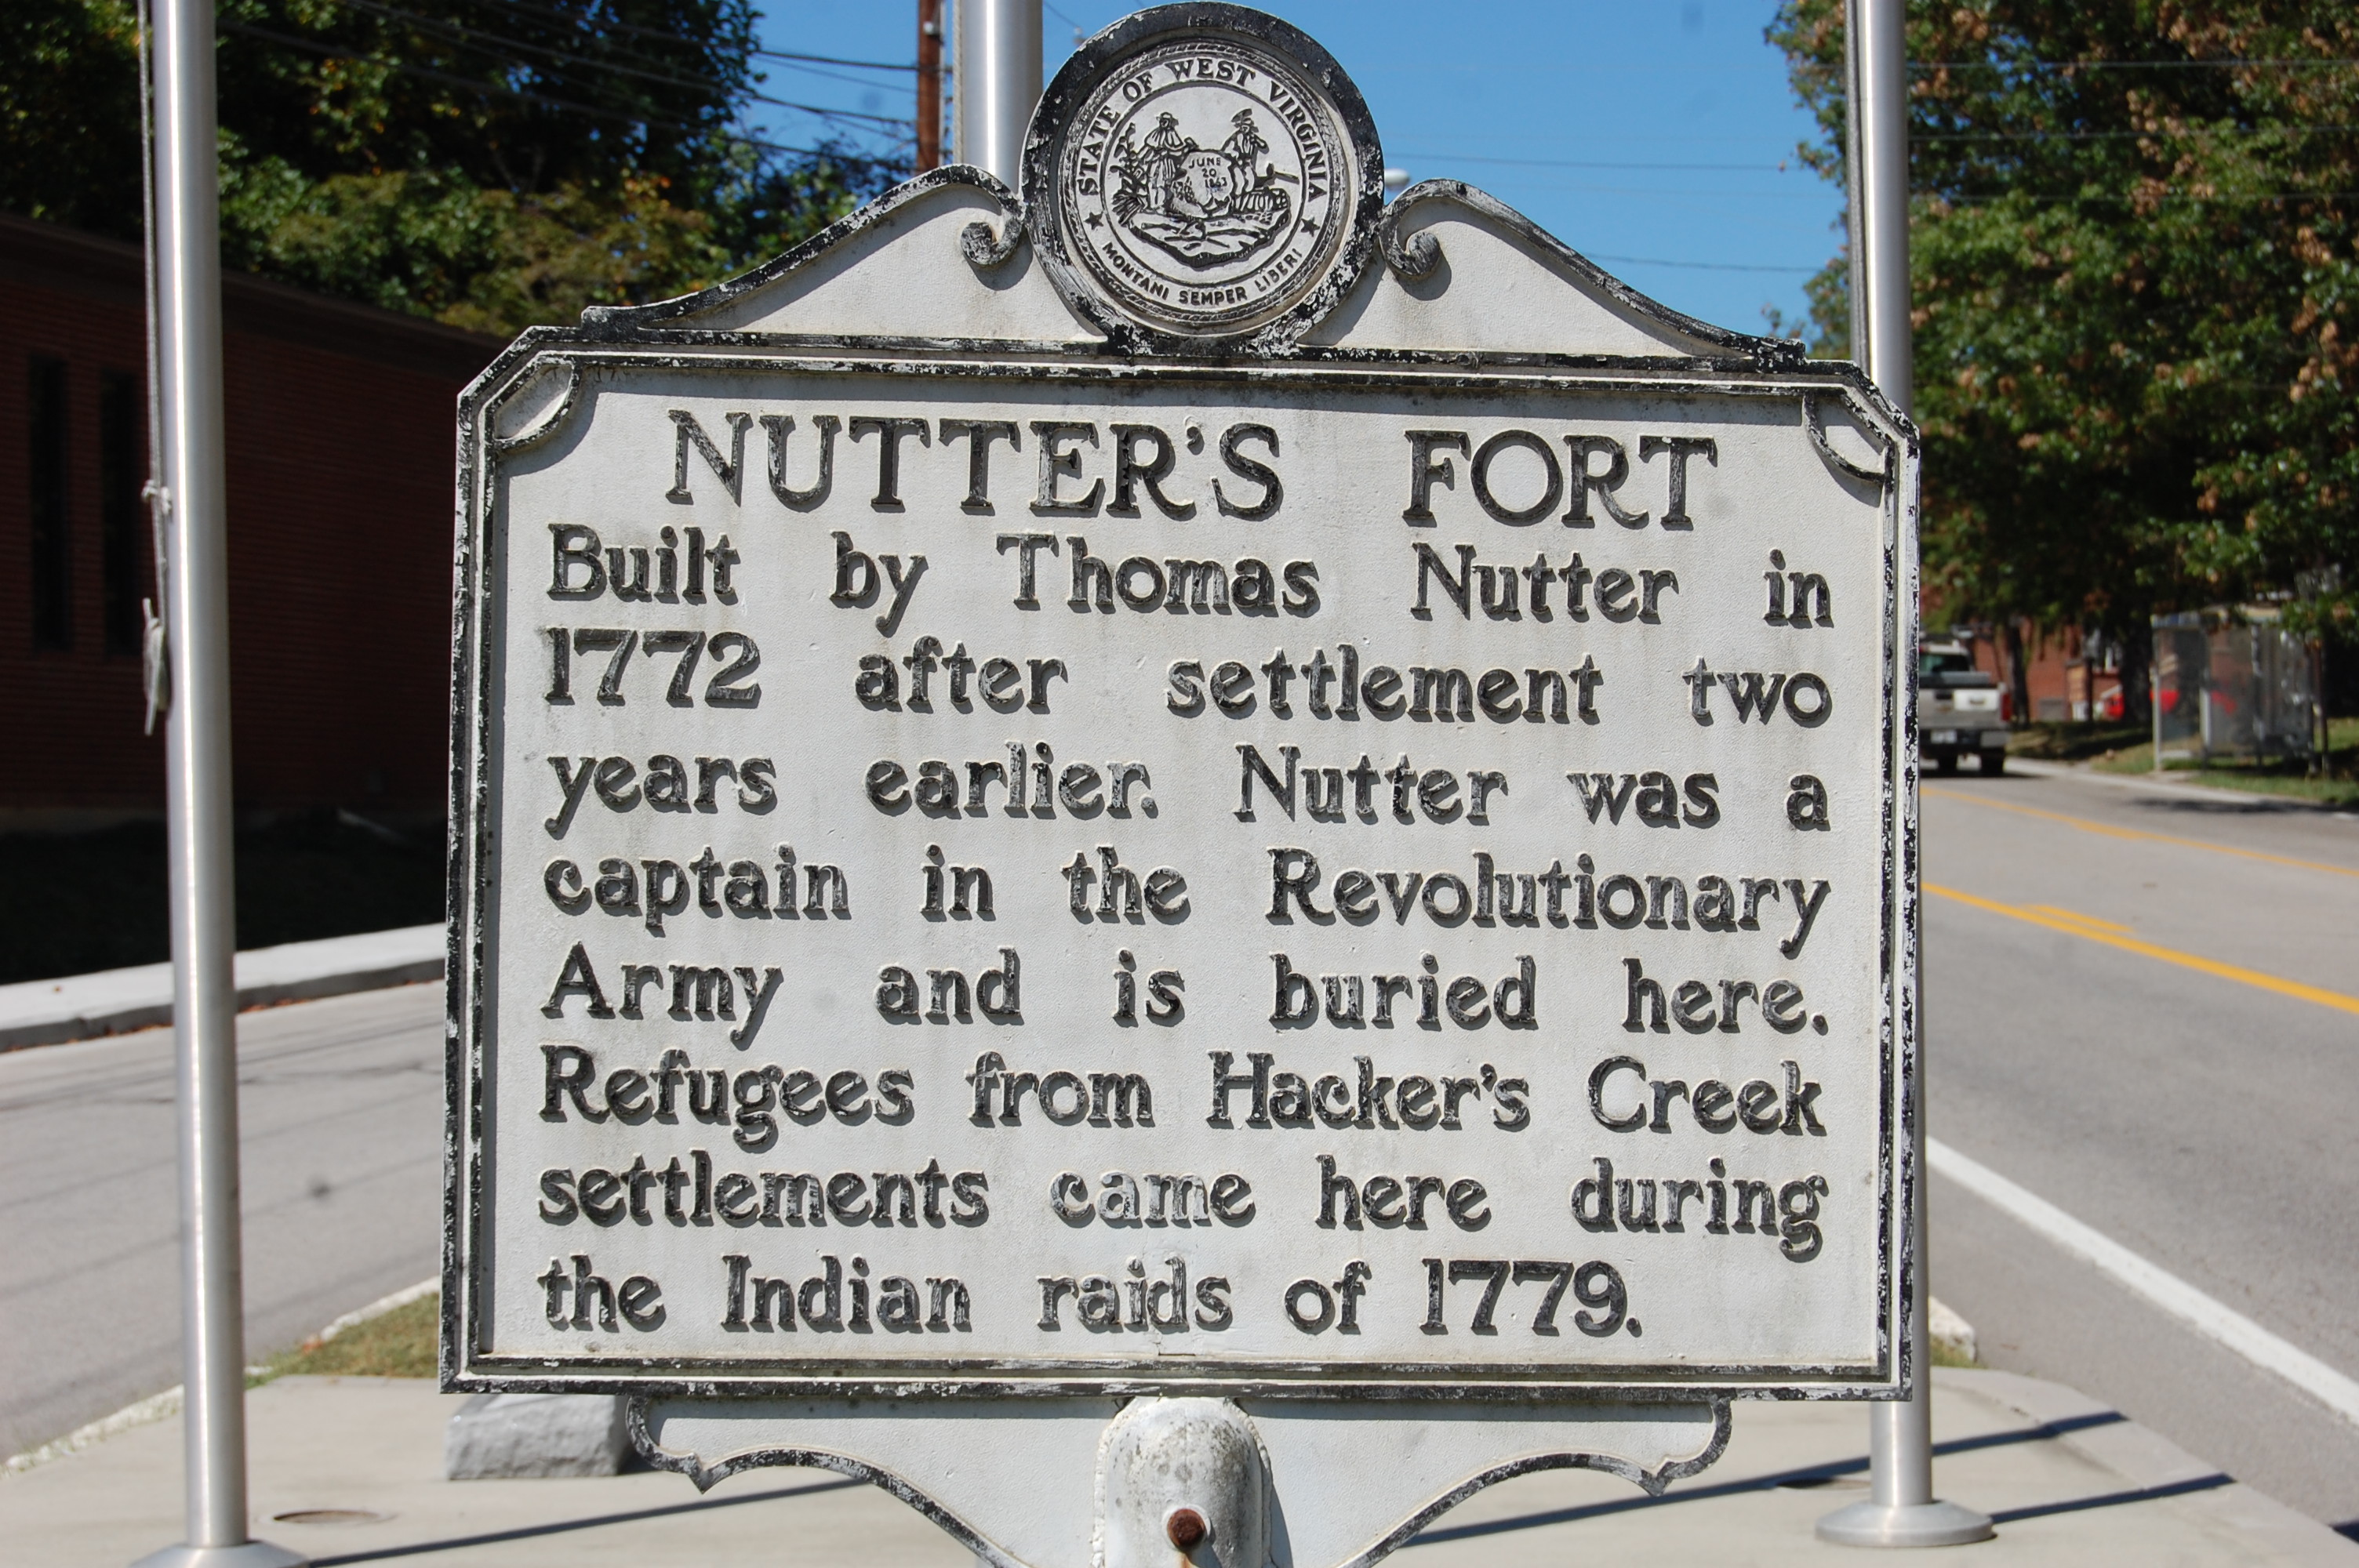 STATE OF WEST VIRGINIA
JUNE
20
1863
MONTANI SEMPER LIBERI
NUTTER'S FORT
Built by Thomas Nutter in
1772 after settlement two
years earlier. Nutter was a
captain in the Revolutionary
Army and is buried here.
Refugees from Hacker's Creek
settlements came here during
the Indian raids of 1779.